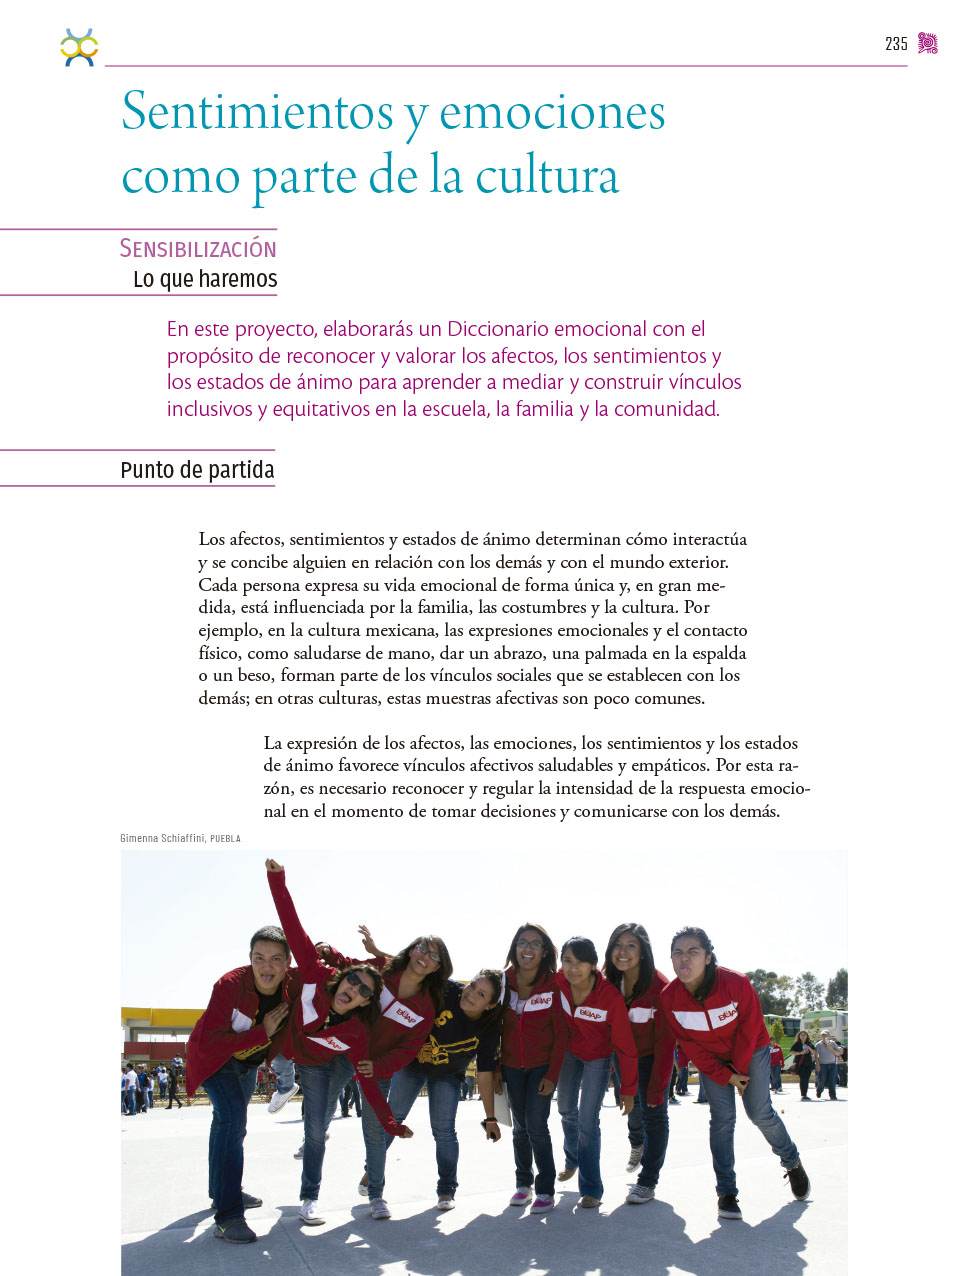 235
Sentimientos y emociones
como parte de la cultura
SENSIBILIZACIÓN
Lo que haremos
En este proyecto, elaborarás un Diccionario emocional con el
propósito de reconocer y valorar los afectos, los sentimientos y
los estados de ánimo para aprender a mediar y construir vínculos
inclusivos y equitativos en la escuela, la familia y la comunidad.
Punto de partida
Los afectos, sentimientos y estados de ánimo determinan cómo interactúa
y se concibe alguien en relación con los demás y con el mundo exterior.
Cada persona expresa su vida emocional de forma única y, en gran me-
dida, está influenciada por la familia, las costumbres y la cultura. Por
ejemplo, en la cultura mexicana, las expresiones emocionales y el contacto
físico, como saludarse de mano, dar un abrazo, una palmada en la espalda
o un beso, forman parte de los vínculos sociales que se establecen con los
demás; en otras culturas, estas muestras afectivas son poco comunes.
La expresión de los afectos, las emociones, los sentimientos y los estados
de ánimo favorece vínculos afectivos saludables y empáticos. Por esta ra-
zón, es necesario reconocer y regular la intensidad de la respuesta emocio-
nal en el momento de tomar decisiones y comunicarse con los demás.
Gimenna Schiaffini, PUEBLA
BUAP
BUAP
BUAP
BUAP